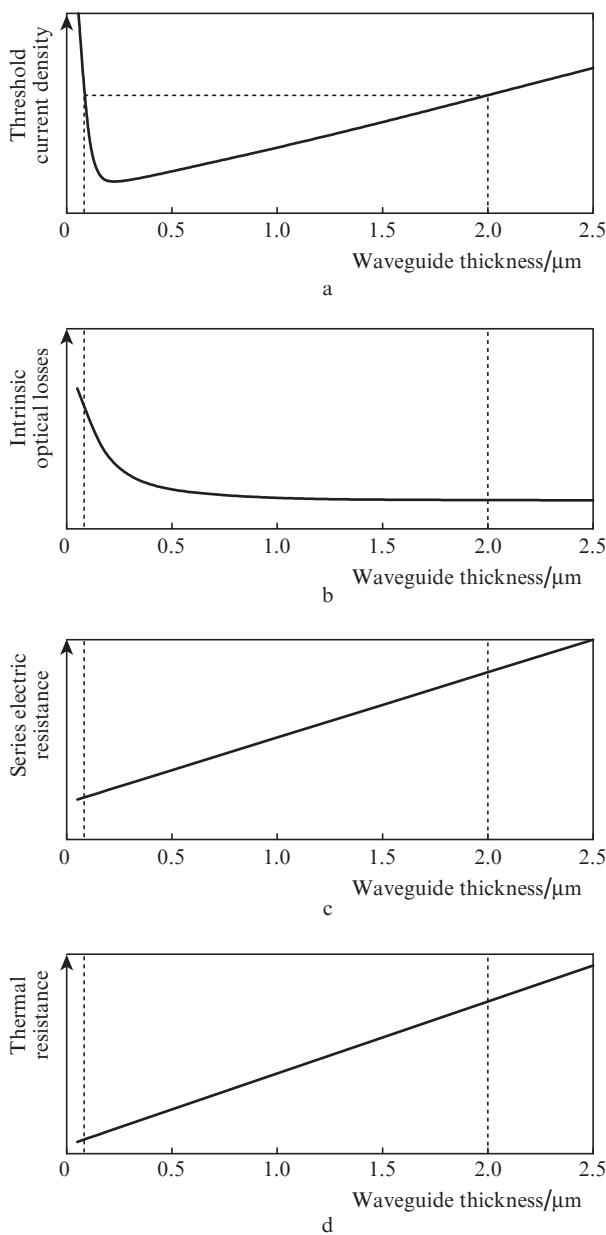 Threshold
current density
0
0.5
1.0
1.5
2.0
2.5
Waveguide thickness/μm
a
Intrinsic
optical losses
0
0.5
1.0
1.5
2.0
2.5
Waveguide thickness/μm
b
Series electric
resistance
0
0.5
1.0
1.5
2.0
2.5
Waveguide thickness/μm
c
Thermal
resistance
0
0.5
1.0
1.5
2.0
2.5
Waveguide thickness/μm
d